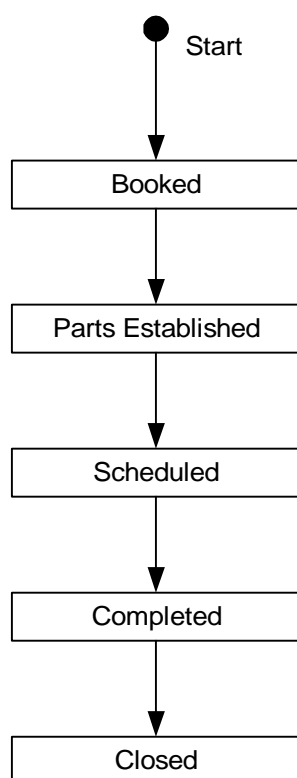 Start
Booked
Parts Established
Scheduled
Completed
Closed